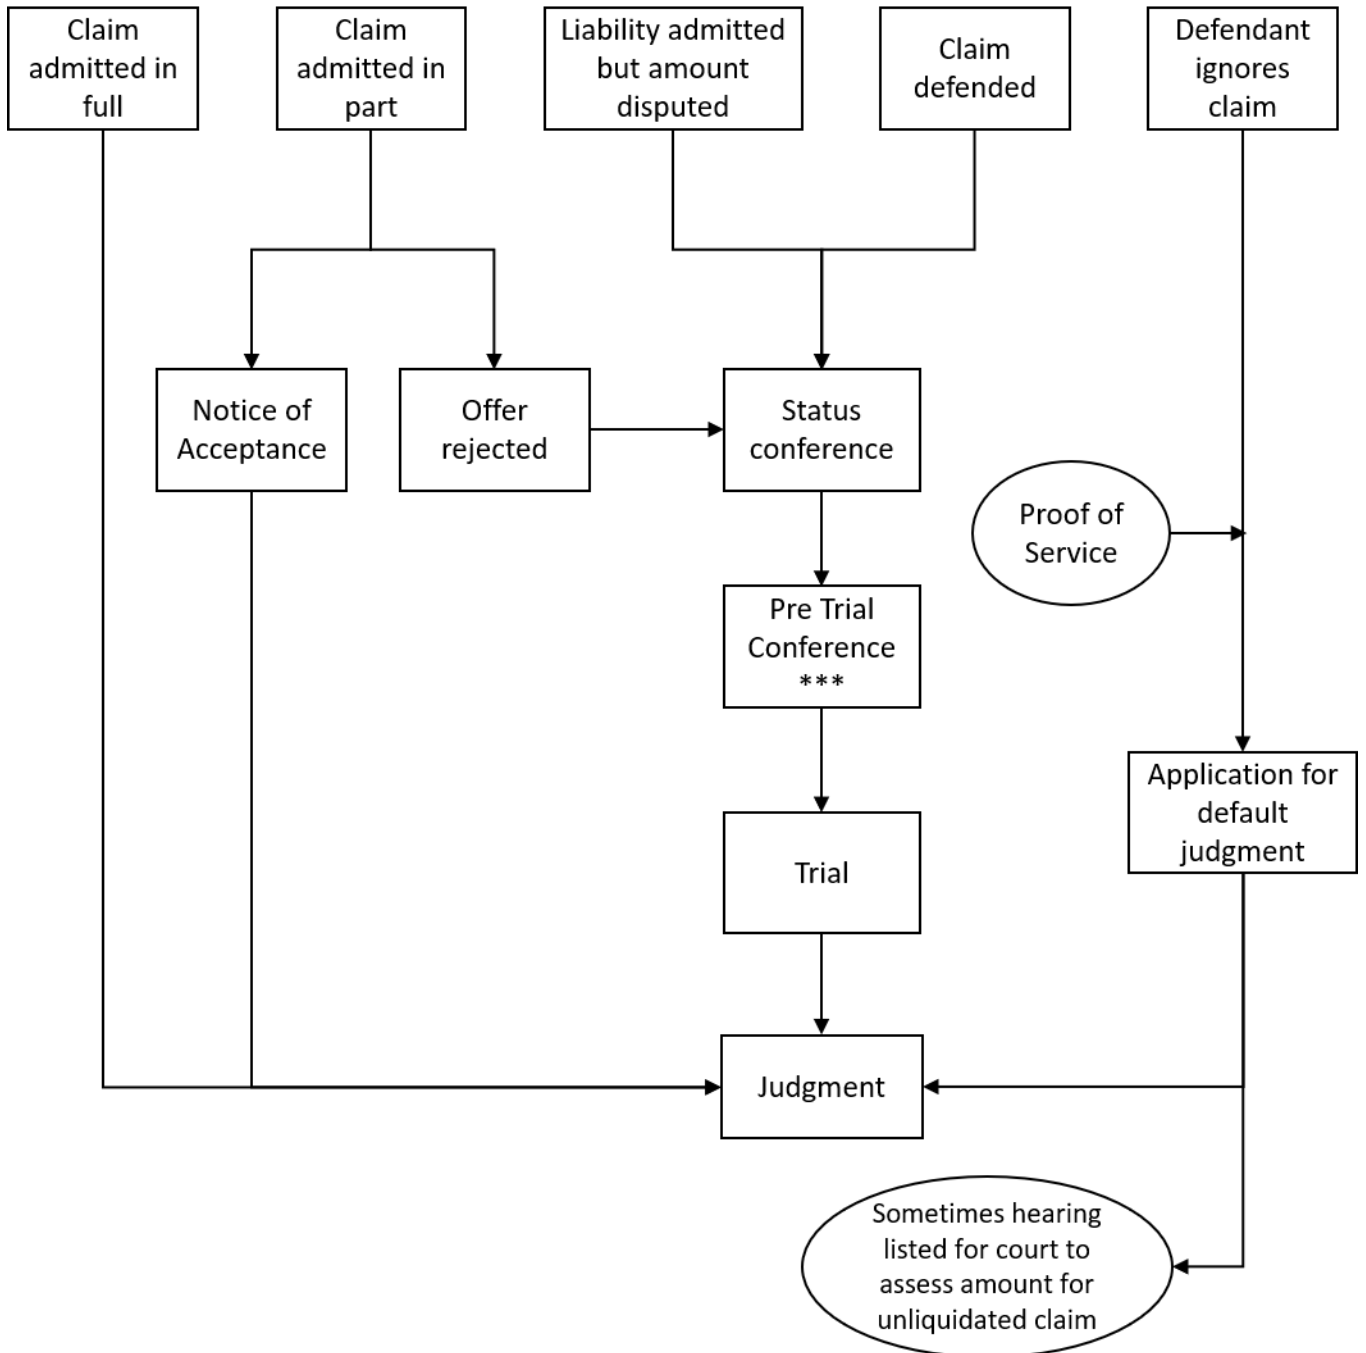 Claim
admitted in
full
Claim
admitted in
part
Liability admitted
but amount
disputed
Claim
defended
Defendant
ignores
claim
Notice of
Acceptance
Offer
rejected
Status
conference
Proof of
Service
Pre Trial
Conference
***
Application for
default
judgment
Trial
Judgment
Sometimes hearing
listed for court to
assess amount for
unliquidated claim